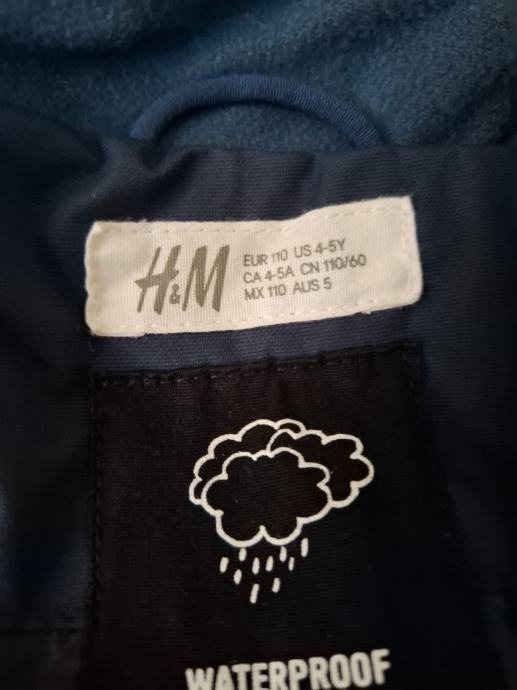 H&M
EUR 110 US 4-5Y
CA 4-5A CN 110/60
MX 110 AUS 5
WATERPROOF